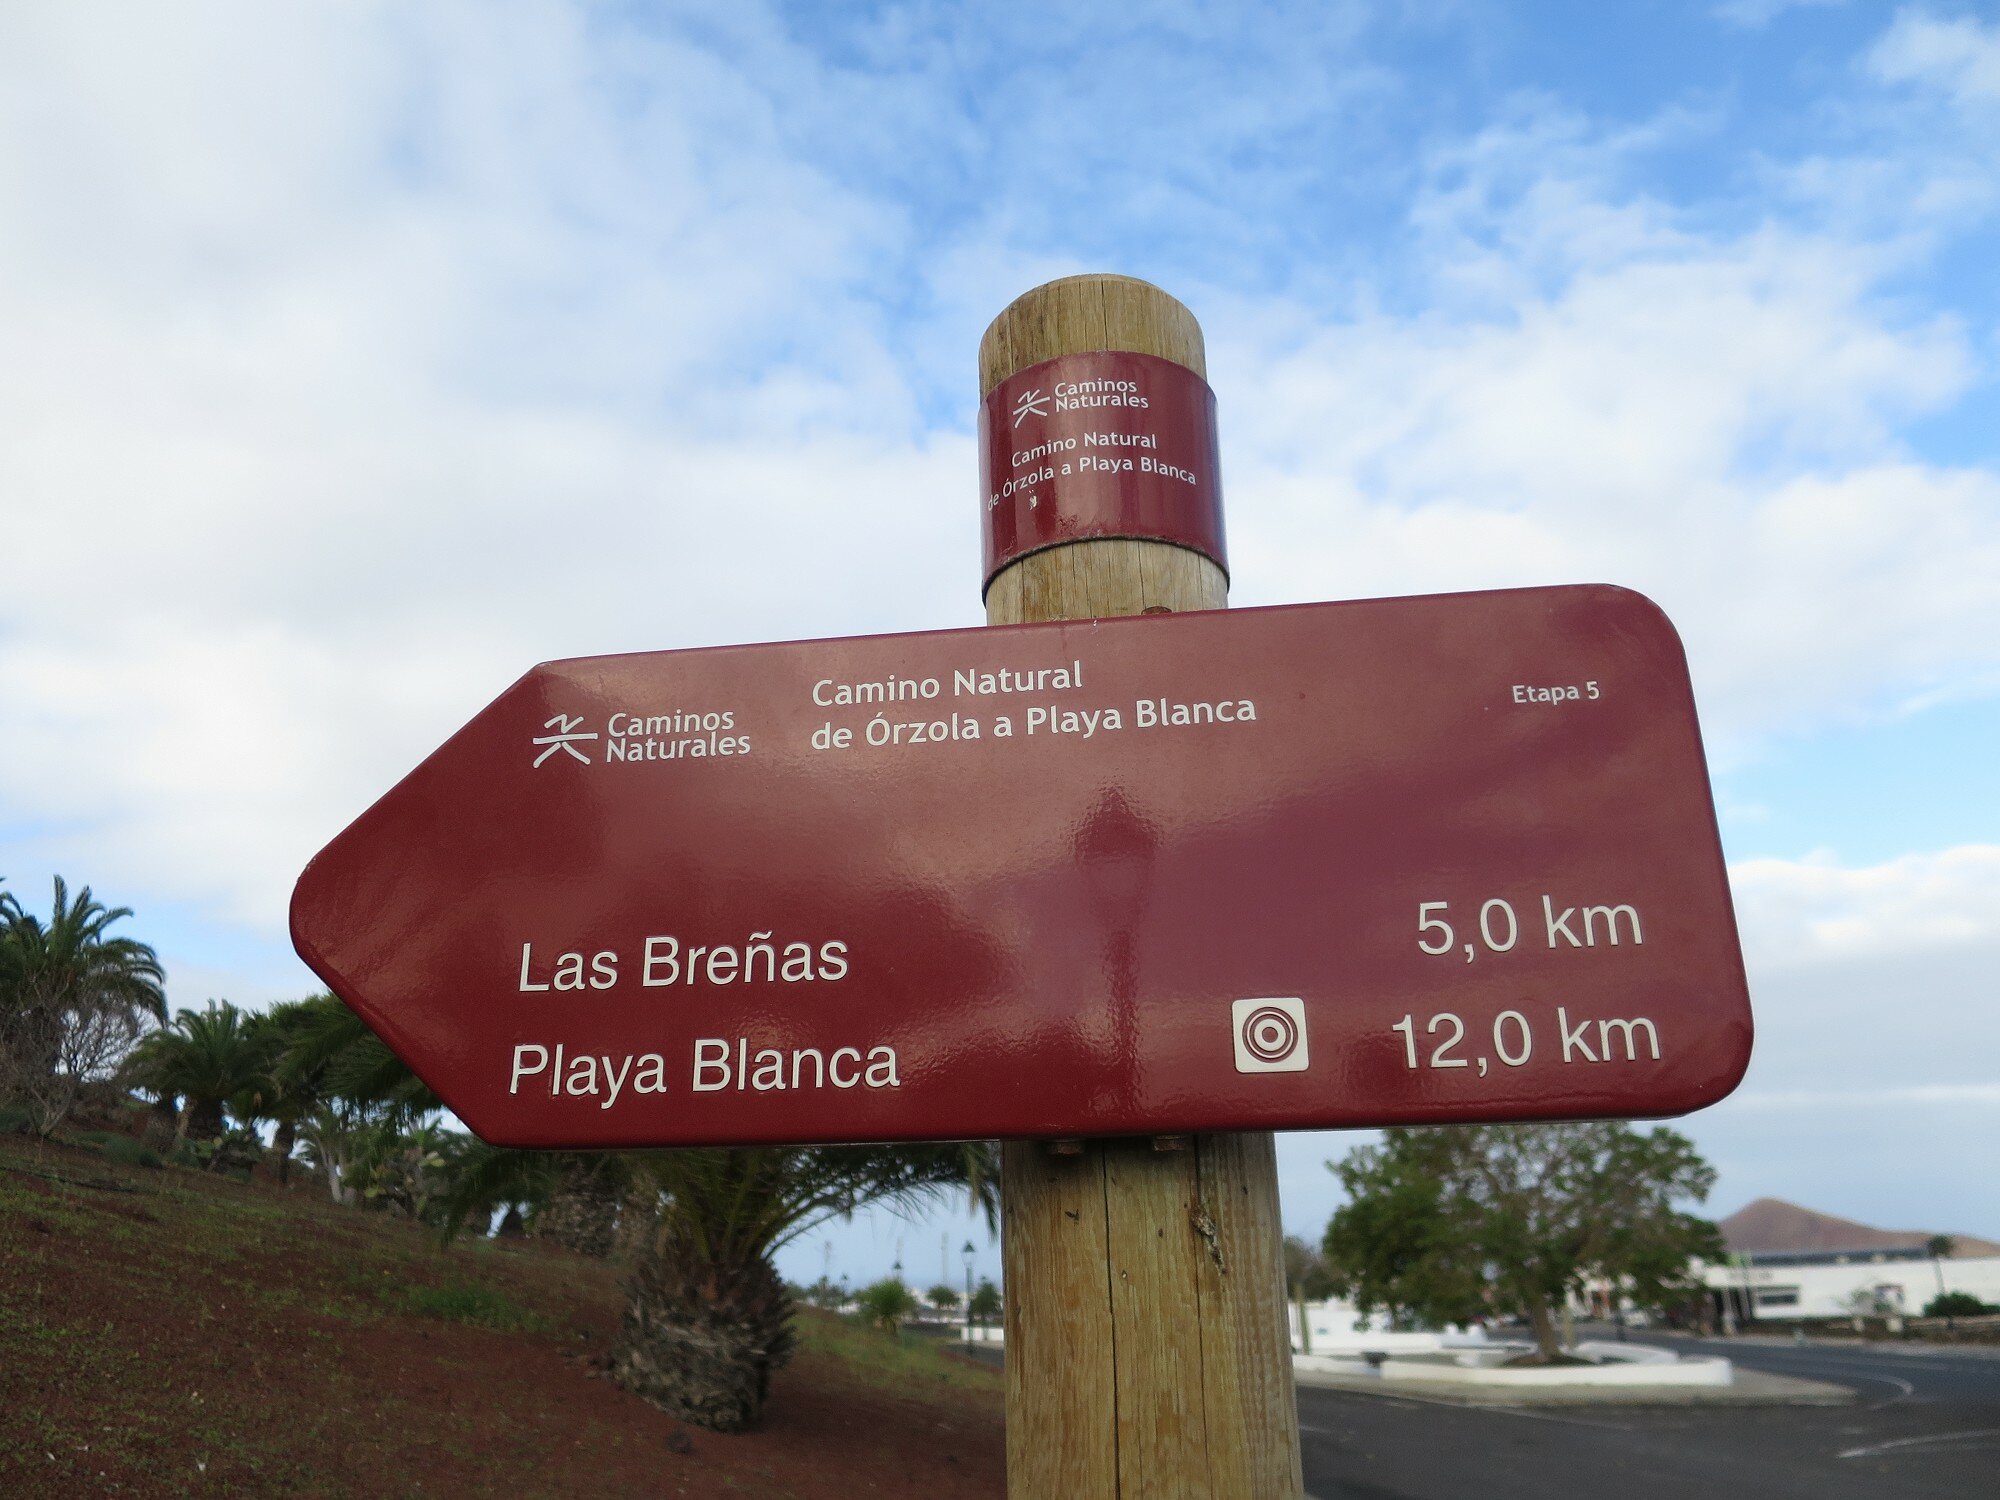 Caminos
Naturales
Camino Natural
de Órzola a Playa Blanca
Caminos
Naturales
Camino Natural
de Órzola a Playa Blanca
Etapa 5
Las Breñas 5,0 km
Playa Blanca 12,0 km